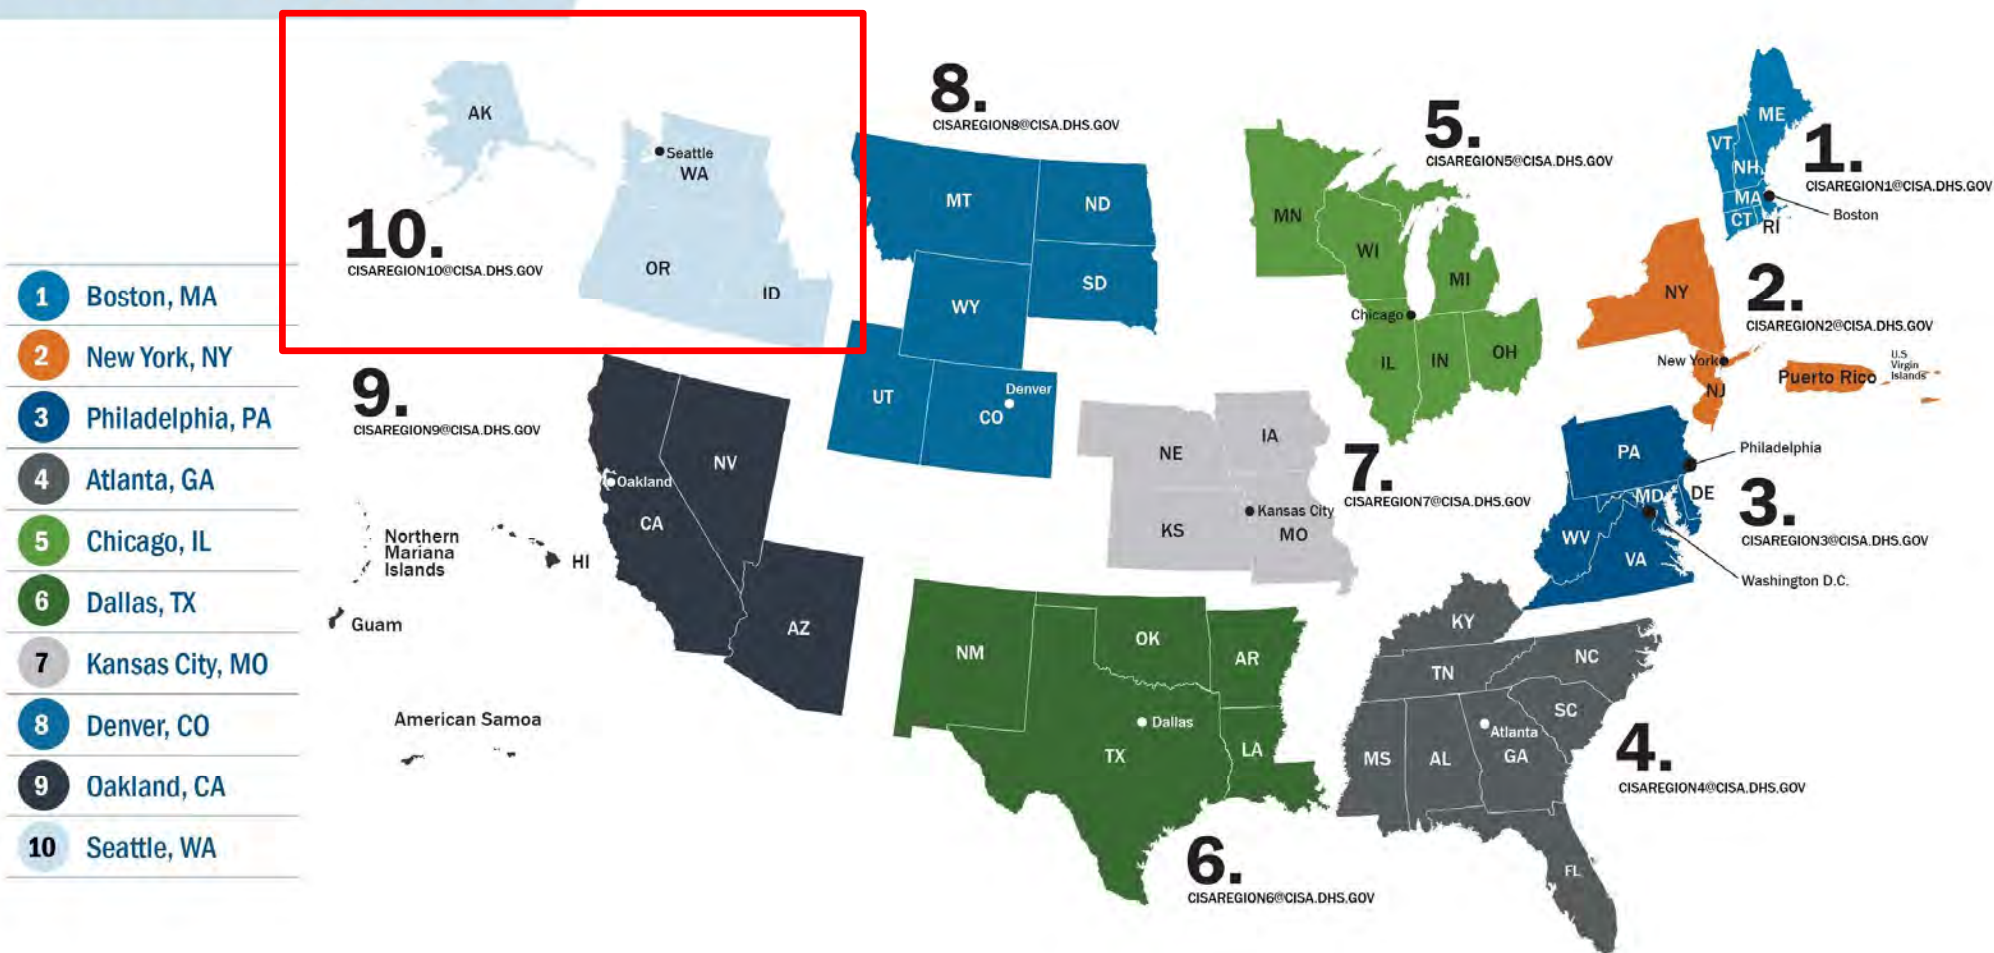 1 Boston, MA
2 New York, NY
3 Philadelphia, PA
4 Atlanta, GA
5 Chicago, IL
6 Dallas, TX
7 Kansas City, MO
8 Denver, CO
9 Oakland, CA
10 Seattle, WA
10.
CISAREGION10@CISA.DHS.GOV
AK
Seattle
WA
OR
ID
9.
CISAREGION9@CISA.DHS.GOV
NV
Oakland
CA
AZ
HI
Northern
Mariana
Islands
Guam
American Samoa
8.
CISAREGION8@CISA.DHS.GOV
MT
ND
SD
WY
UT
Denver
CO
5.
CISAREGION5@CISA.DHS.GOV
MN
WI
MI
Chicago
IL
IN
OH
7.
CISAREGION7@CISA.DHS.GOV
NE
IA
KS
Kansas City
MO
6.
CISAREGION6@CISA.DHS.GOV
NM
OK
AR
Dallas
TX
LA
1.
CISAREGION1@CISA.DHS.GOV
ME
VT
NH
MA
Boston
CT
RI
2.
CISAREGION2@CISA.DHS.GOV
NY
New York
NJ
Puerto Rico
U.S
Virgin
Islands
3.
CISAREGION3@CISA.DHS.GOV
PA
Philadelphia
MD
DE
WV
VA
Washington D.C.
4.
CISAREGION4@CISA.DHS.GOV
KY
TN
NC
SC
Atlanta
MS
AL
GA
FL